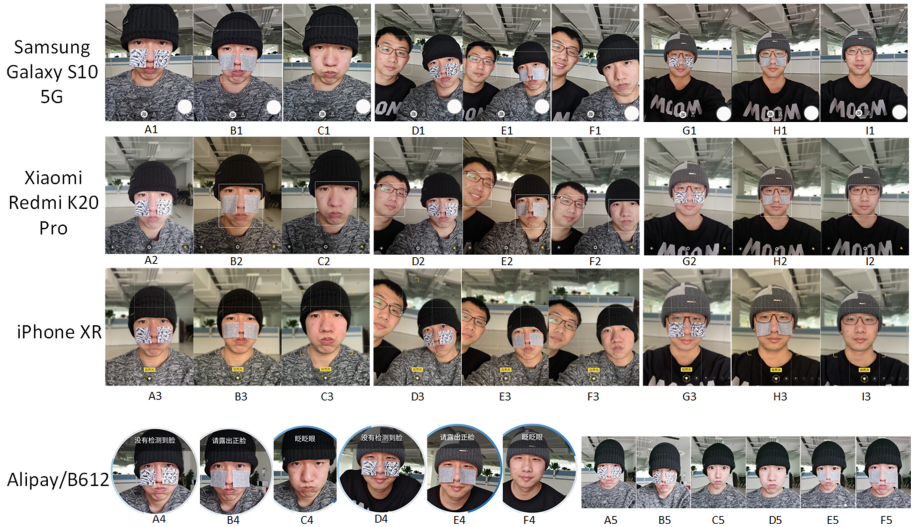 Samsung
Galaxy S10
5G
A1 B1 C1 D1 E1 F1 G1 H1 I1
Xiaomi
Redmi K20
Pro
A2 B2 C2 D2 E2 F2 G2 H2 I2
iPhone XR
A3 B3 C3 D3 E3 F3 G3 H3 I3
没有检测到脸 请露出正脸 眨眨眼 没有检测到脸 请露出正脸 眨眨眼
Alipay/B612
A4 B4 C4 D4 E4 F4 A5 B5 C5 D5 E5 F5